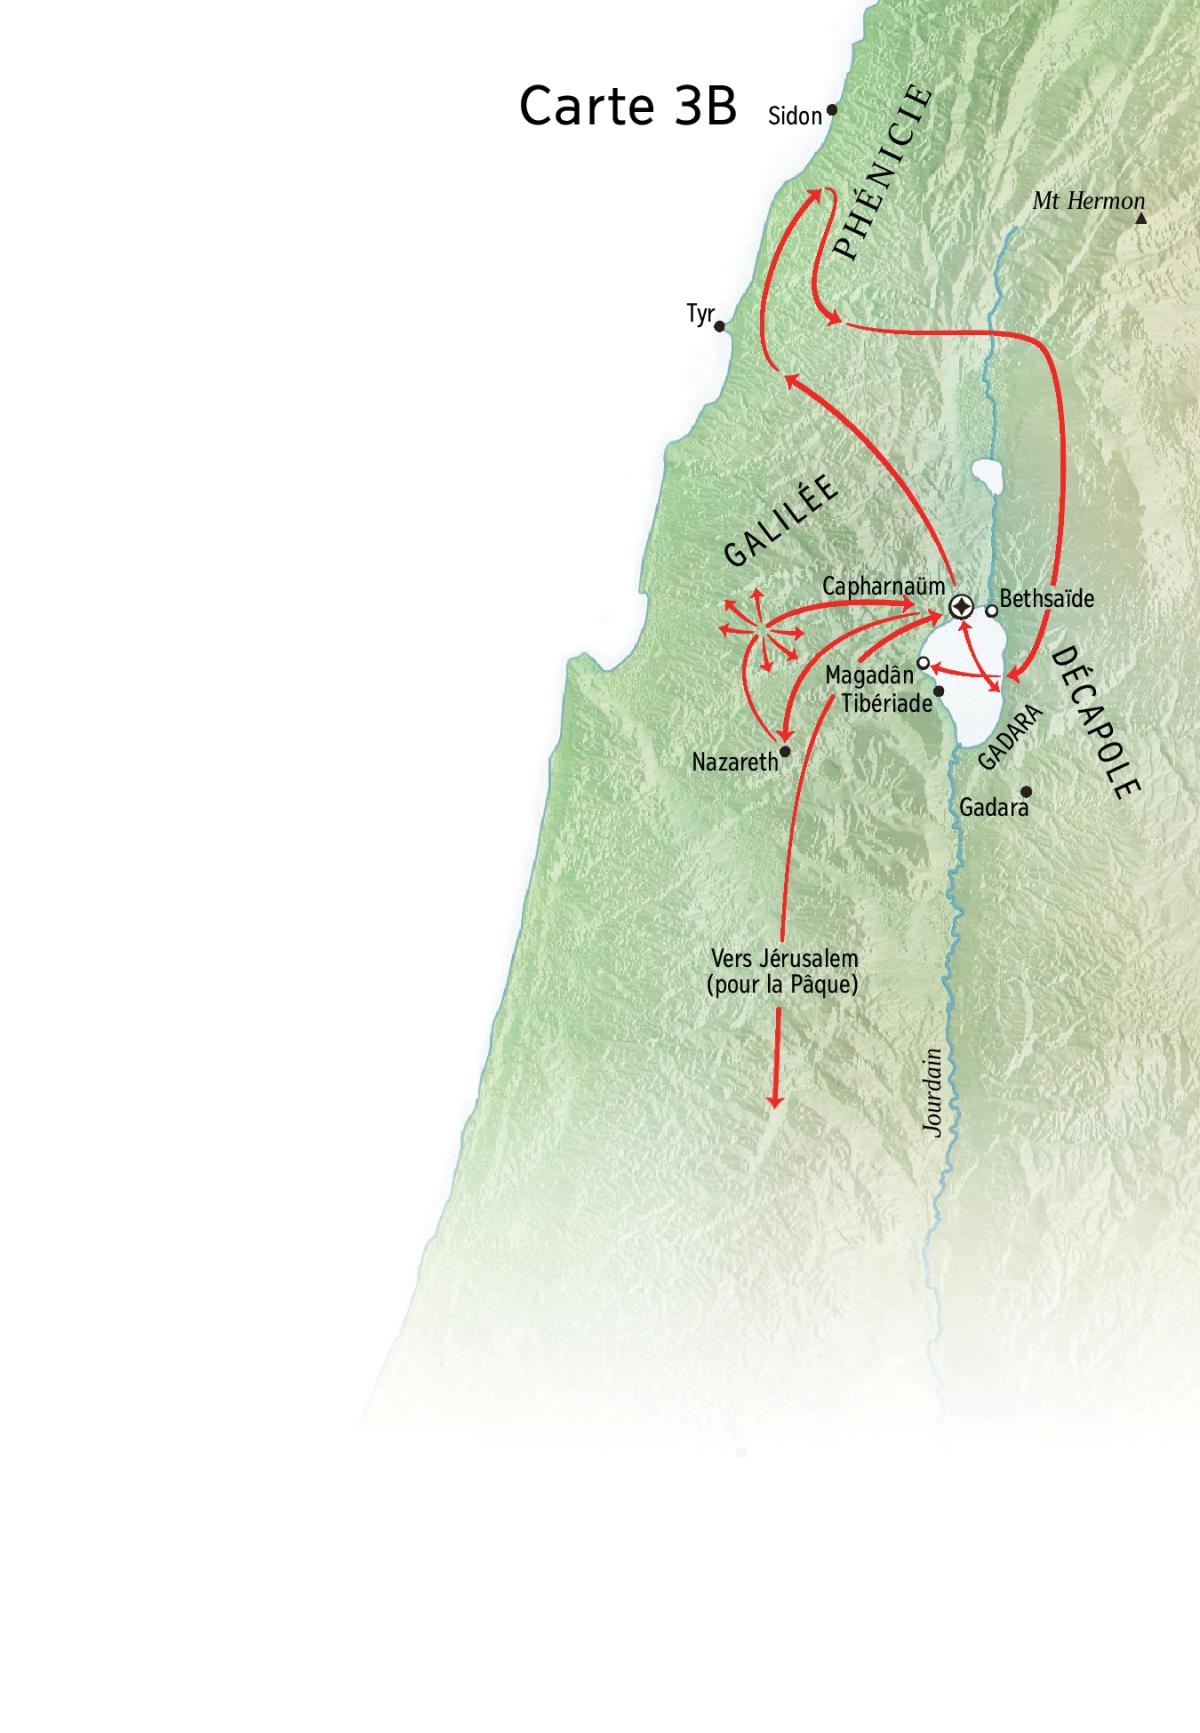 Carte 3B
Sidon
PHÉNICIE
Mt Hermon
Tyr
GALILÉE
Capharnaüm
Bethsaïde
Magadân
Tibériade
DÉCAPOLE
GADARA
Nazareth
Gadara
Vers Jérusalem
(pour la Pâque)
Jourdain